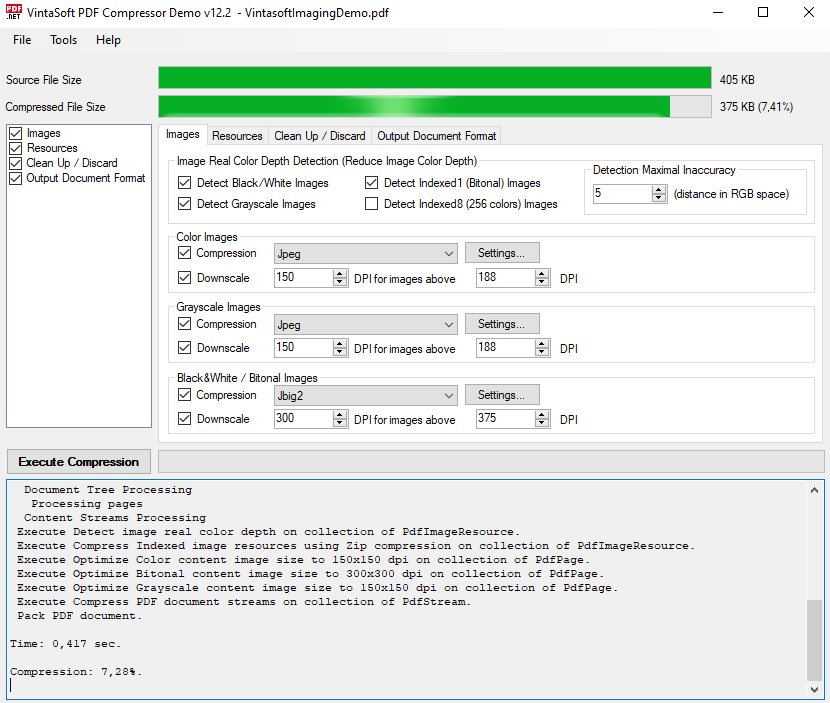 PDF .NET VintaSoft PDF Compressor Demo v12.2 - VintasoftImagingDemo.pdf
File Tools Help
Source File Size 405 KB
Compressed File Size 375 KB (7,41%)
Images
Resources
Clean Up / Discard
Output Document Format
Images Resources Clean Up / Discard Output Document Format
Image Real Color Depth Detection (Reduce Image Color Depth)
Detect Black/White Images Detect Indexed1 (Bitonal) Images
Detect Grayscale Images Detect Indexed8 (256 colors) Images
Detection Maximal Inaccuracy
5 (distance in RGB space)
Color Images
Compression Jpeg Settings...
Downscale 150 DPI for images above 188 DPI
Grayscale Images
Compression Jpeg Settings...
Downscale 150 DPI for images above 188 DPI
Black&White / Bitonal Images
Compression Jbig2 Settings...
Downscale 300 DPI for images above 375 DPI
Execute Compression
Document Tree Processing
Processing pages
Content Streams Processing
Execute Detect image real color depth on collection of PdfImageResource.
Execute Compress Indexed image resources using Zip compression on collection of PdfImageResource.
Execute Optimize Color content image size to 150x150 dpi on collection of PdfPage.
Execute Optimize Bitonal content image size to 300x300 dpi on collection of PdfPage.
Execute Optimize Grayscale content image size to 150x150 dpi on collection of PdfPage.
Execute Compress PDF document streams on collection of PdfStream.
Pack PDF document.
Time: 0,417 sec.
Compression: 7,28%.